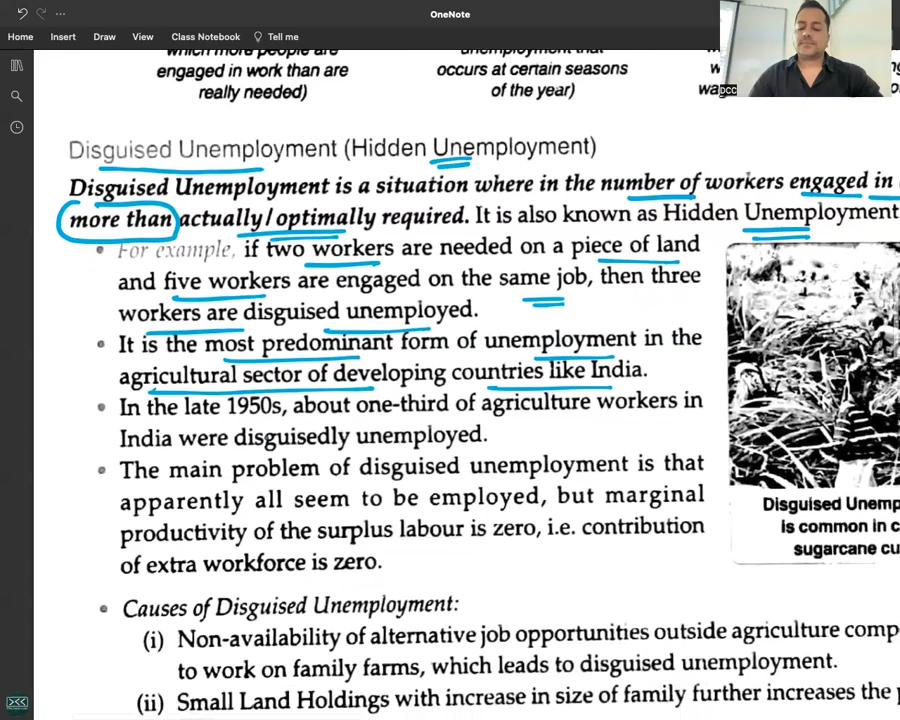 OneNote
Home Insert Draw View Class Notebook Tell me
which more people are
engaged in work than are
really needed)
unemployment that
occurs at certain seasons
of the year)
pcc
Disguised Unemployment (Hidden Unemployment)
Disguised Unemployment is a situation where in the number of workers engaged in
more than actually/optimally required. It is also known as Hidden Unemployment
• For example, if two workers are needed on a piece of land
and five workers are engaged on the same job, then three
workers are disguised unemployed.
• It is the most predominant form of unemployment in the
agricultural sector of developing countries like India.
• In the late 1950s, about one-third of agriculture workers in
India were disguisedly unemployed.
• The main problem of disguised unemployment is that
apparently all seem to be employed, but marginal
productivity of the surplus labour is zero, i.e. contribution
of extra workforce is zero.
Disguised Unemp
is common in c
sugarcane cu
• Causes of Disguised Unemployment:
(i) Non-availability of alternative job opportunities outside agriculture comp
to work on family farms, which leads to disguised unemployment.
(ii) Small Land Holdings with increase in size of family further increases the